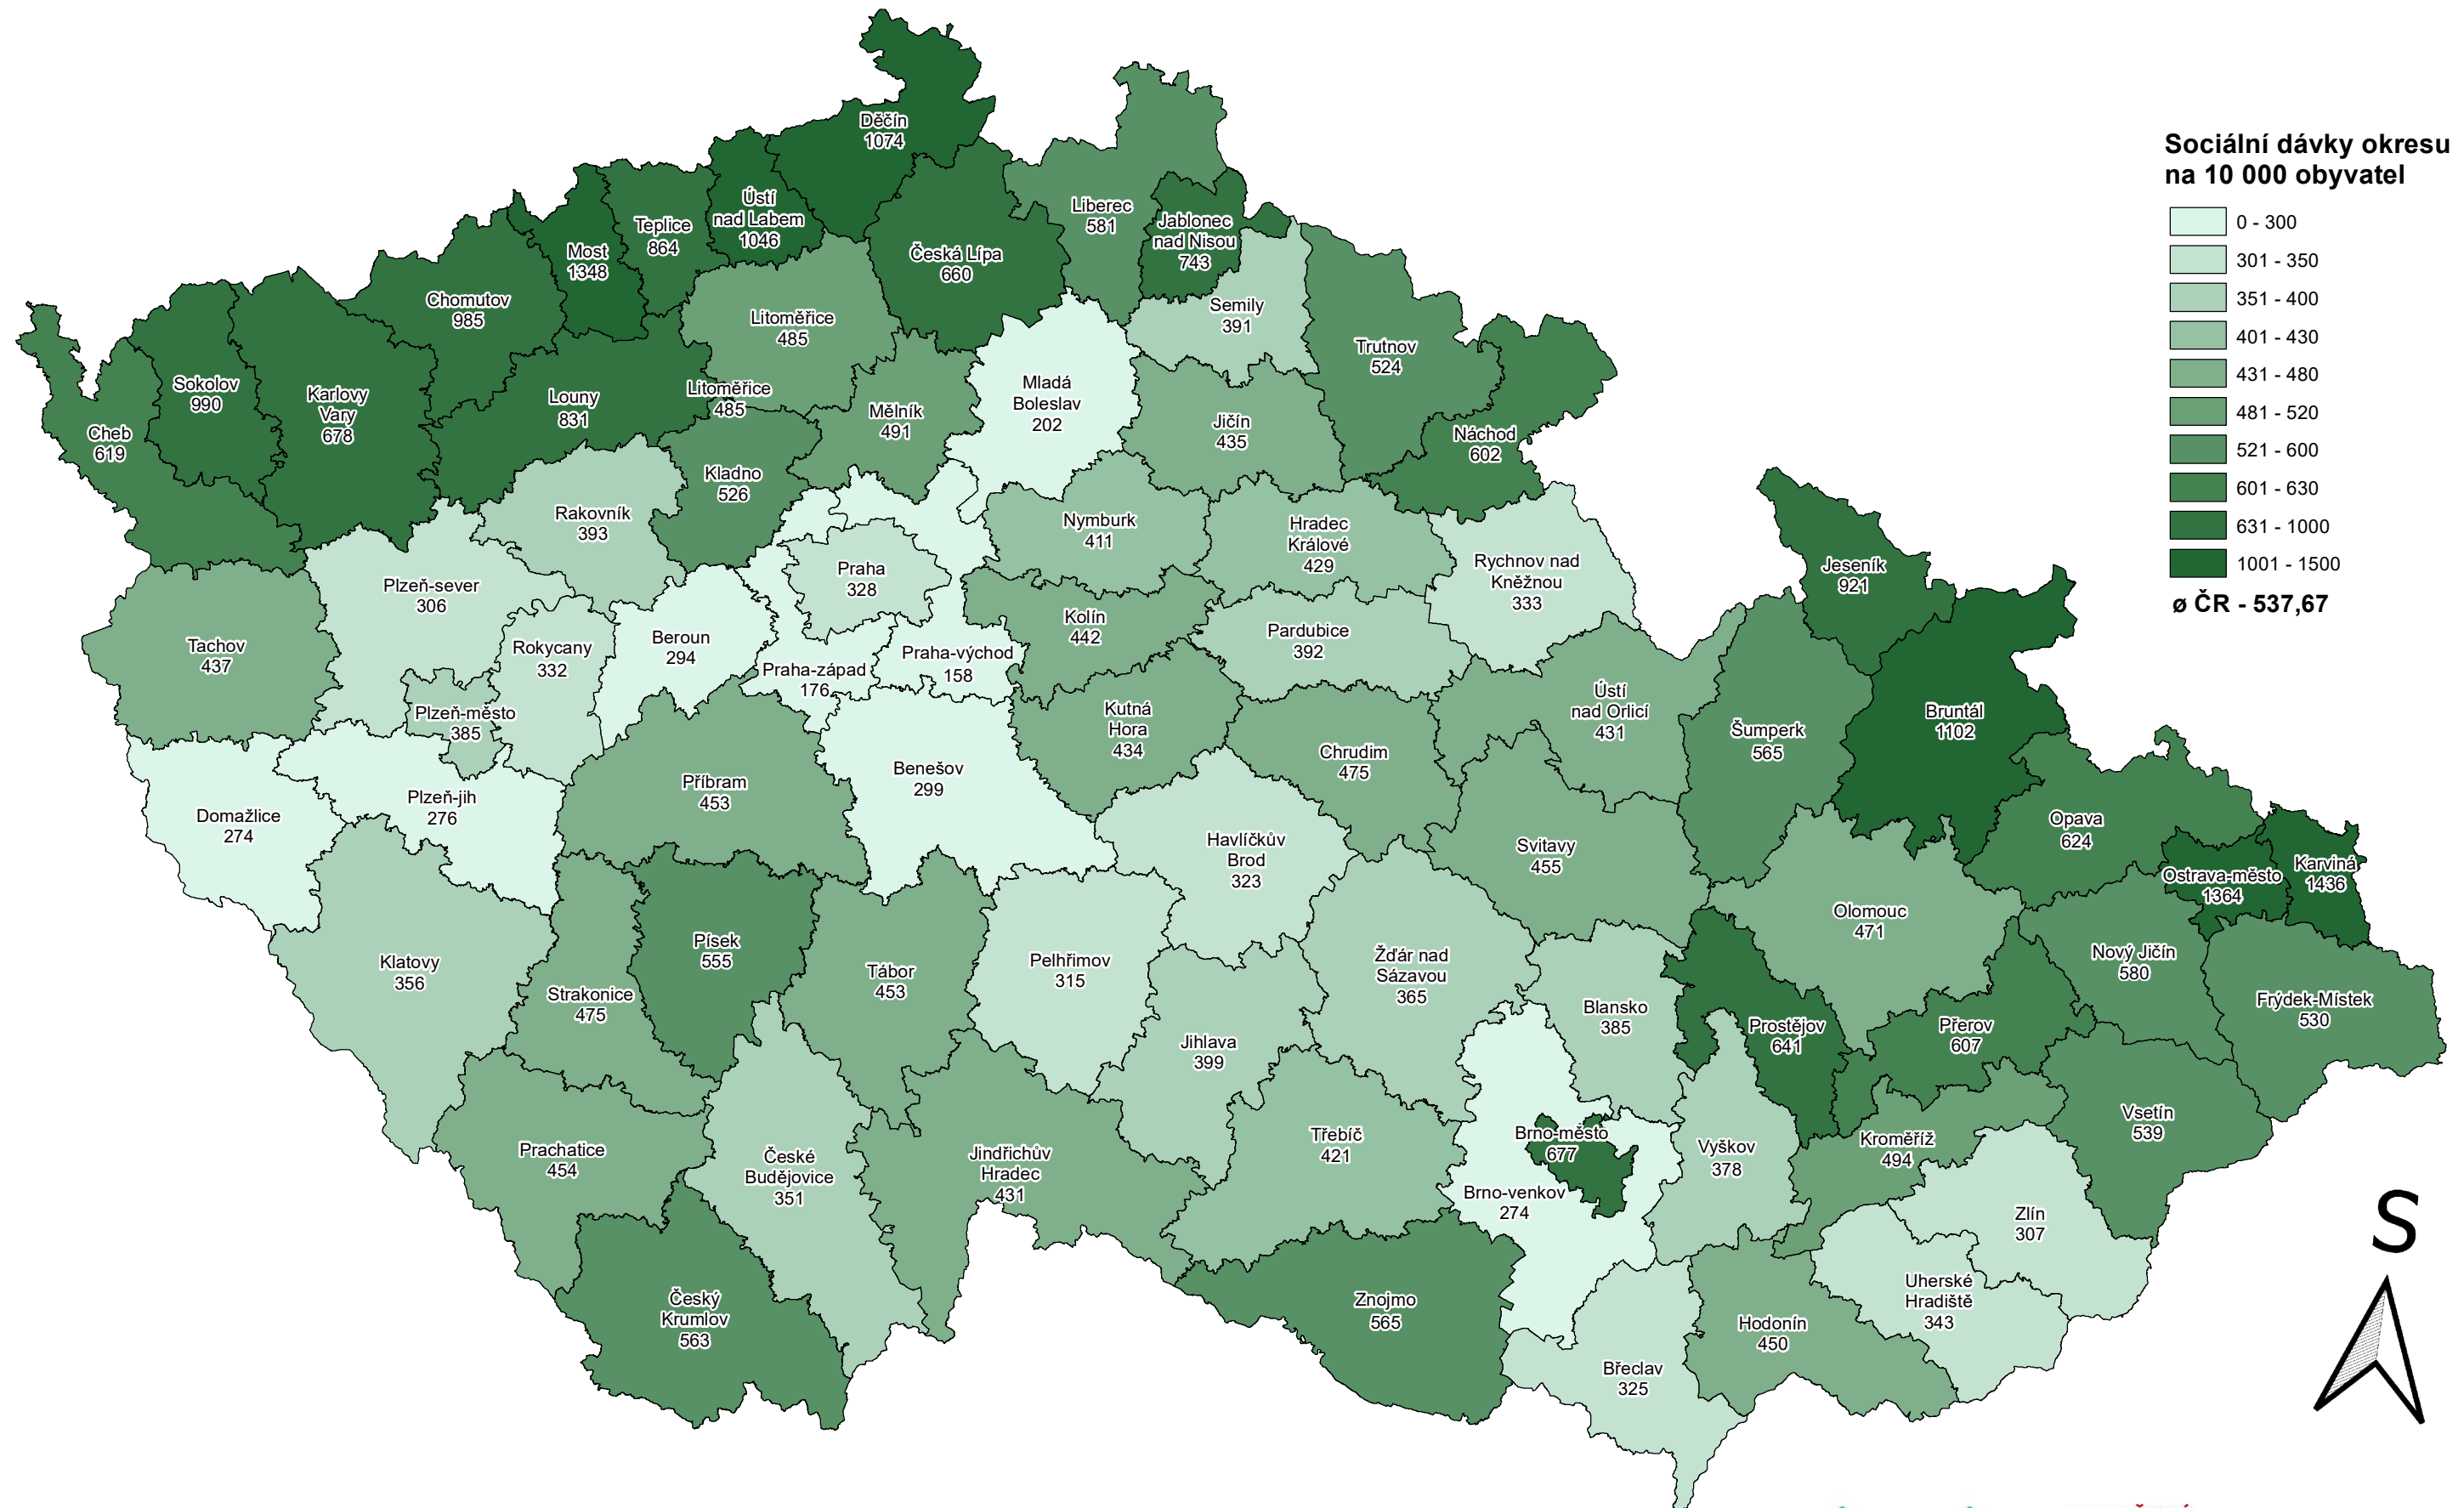 Děčín
1074
Ústí
nad Labem
1046
Teplice
864
Most
1348
Česká Lípa
660
Liberec
581
Jablonec
nad Nisou
743
Semily
391
Chomutov
985
Litoměřice
485
Trutnov
524
Sokolov
990
Karlovy
Vary
678
Louny
831
Litoměřice
485
Mělník
491
Mladá
Boleslav
202
Jičín
435
Náchod
602
Cheb
619
Kladno
526
Rakovník
393
Nymburk
411
Hradec
Králové
429
Rychnov nad
Kněžnou
333
Jeseník
921
Plzeň-sever
306
Praha
328
Kolín
442
Pardubice
392
Tachov
437
Rokycany
332
Beroun
294
Praha-západ
176
Praha-východ
158
Plzeň-město
385
Kutná
Hora
434
Chrudim
475
Ústí
nad Orlicí
431
Šumperk
565
Bruntál
1102
Domažlice
274
Plzeň-jih
276
Příbram
453
Benešov
299
Havlíčkův
Brod
323
Svitavy
455
Opava
624
Ostrava-město
1364
Karviná
1436
Klatovy
356
Písek
555
Strakonice
475
Tábor
453
Pelhřimov
315
Žďár nad
Sázavou
365
Olomouc
471
Nový Jičín
580
Frýdek-Místek
530
Jihlava
399
Blansko
385
Prostějov
641
Přerov
607
Prachatice
454
České
Budějovice
351
Jindřichův
Hradec
431
Třebíč
421
Brno-město
677
Brno-venkov
274
Vyškov
378
Kroměříž
494
Vsetín
539
Zlín
307
Český
Krumlov
563
Znojmo
565
Břeclav
325
Hodonín
450
Uherské
Hradiště
343
Sociální dávky okresu
na 10 000 obyvatel
0 - 300
301 - 350
351 - 400
401 - 430
431 - 480
481 - 520
521 - 600
601 - 630
631 - 1000
1001 - 1500
ø ČR - 537,67
S